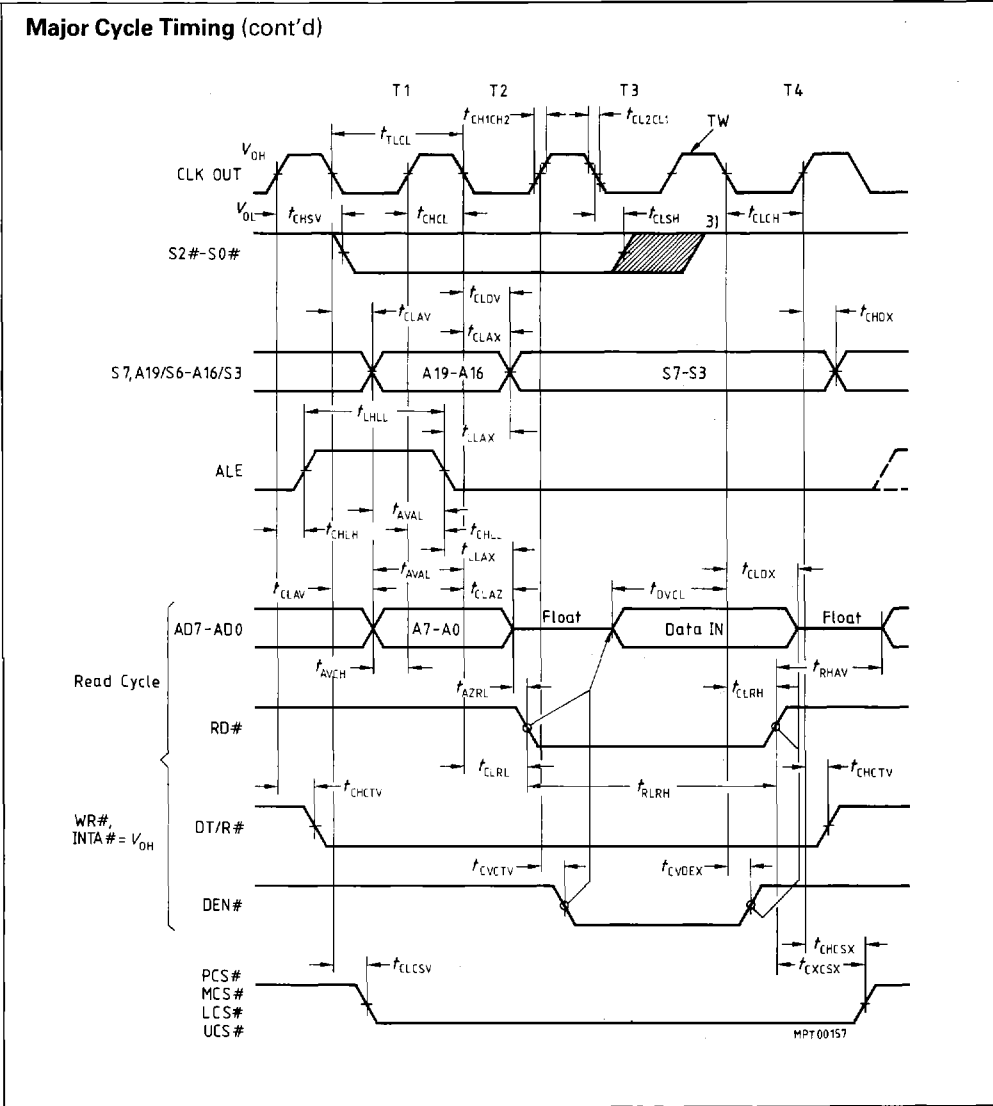 Major Cycle Timing (cont'd)
T1 T2 T3 T4
tCH1CH2 tCL2CL1
tTLCL TW
VOH
CLK OUT
VOL tCHSV tCHCL tCLSH tCLCH 3)
S2#-S0#
tCLDV
tCLAV tCLAX tCHDX
S7,A19/S6-A16/S3 A19-A16 S7-S3
tLHLL
tLLAX
ALE
tAVAL
tCHLH tCHLL
tLLAX
tAVAL tCLDX
tCLAV tCLAZ tDVCL
AD7-AD0 A7-A0 Float Data IN Float
tAVCH tRHAV
Read Cycle tAZRL tCLRH
RD#
tCLRL tCHCTV
tCHCTV tRLRH
WR#,
INTA#=VOH DT/R#
tCVCTV tCVDEX
DEN#
tCHCSX
PCS# tCLCSV tCXCSX
MCS#
LCS#
UCS# MPT00157